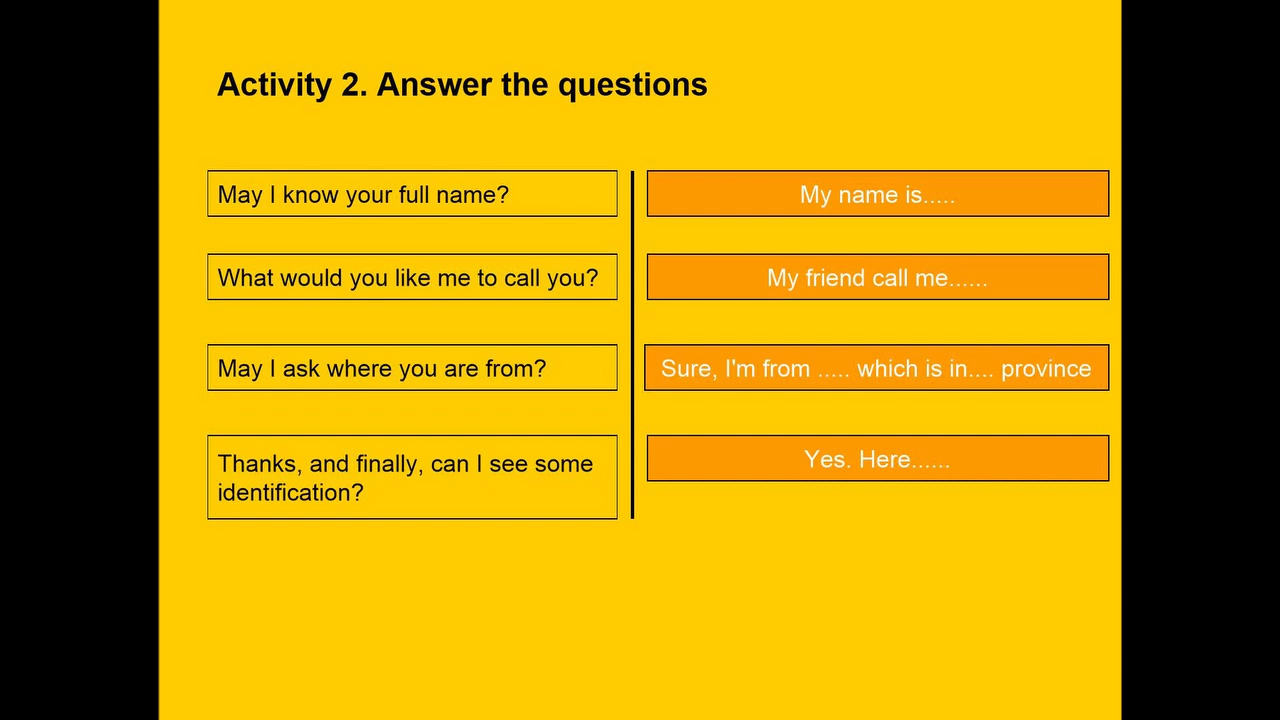 Activity 2. Answer the questions
May I know your full name?
My name is.....
What would you like me to call you?
My friend call me......
May I ask where you are from?
Sure, I'm from ..... which is in.... province
Thanks, and finally, can I see some
identification?
Yes. Here......